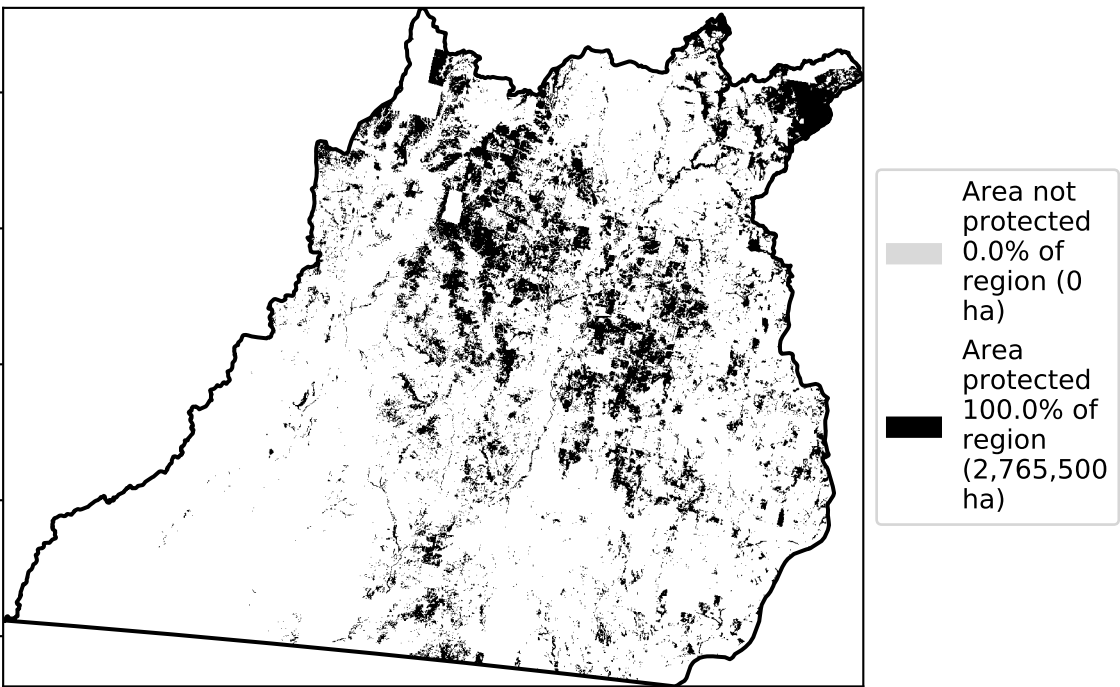 Area not
protected
0.0% of
region (0
ha)
Area
protected
100.0% of
region
(2,765,500
ha)